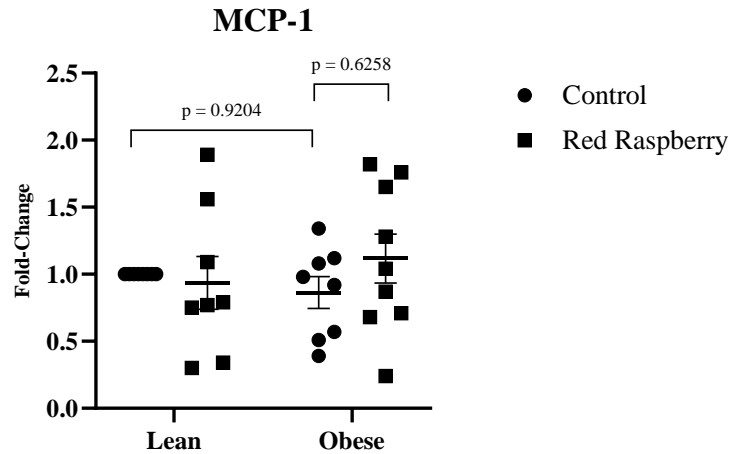 MCP-1
p = 0.6258
p = 0.9204
Control
Red Raspberry
Fold-Change
2.5
2.0
1.5
1.0
0.5
0.0
Lean Obese